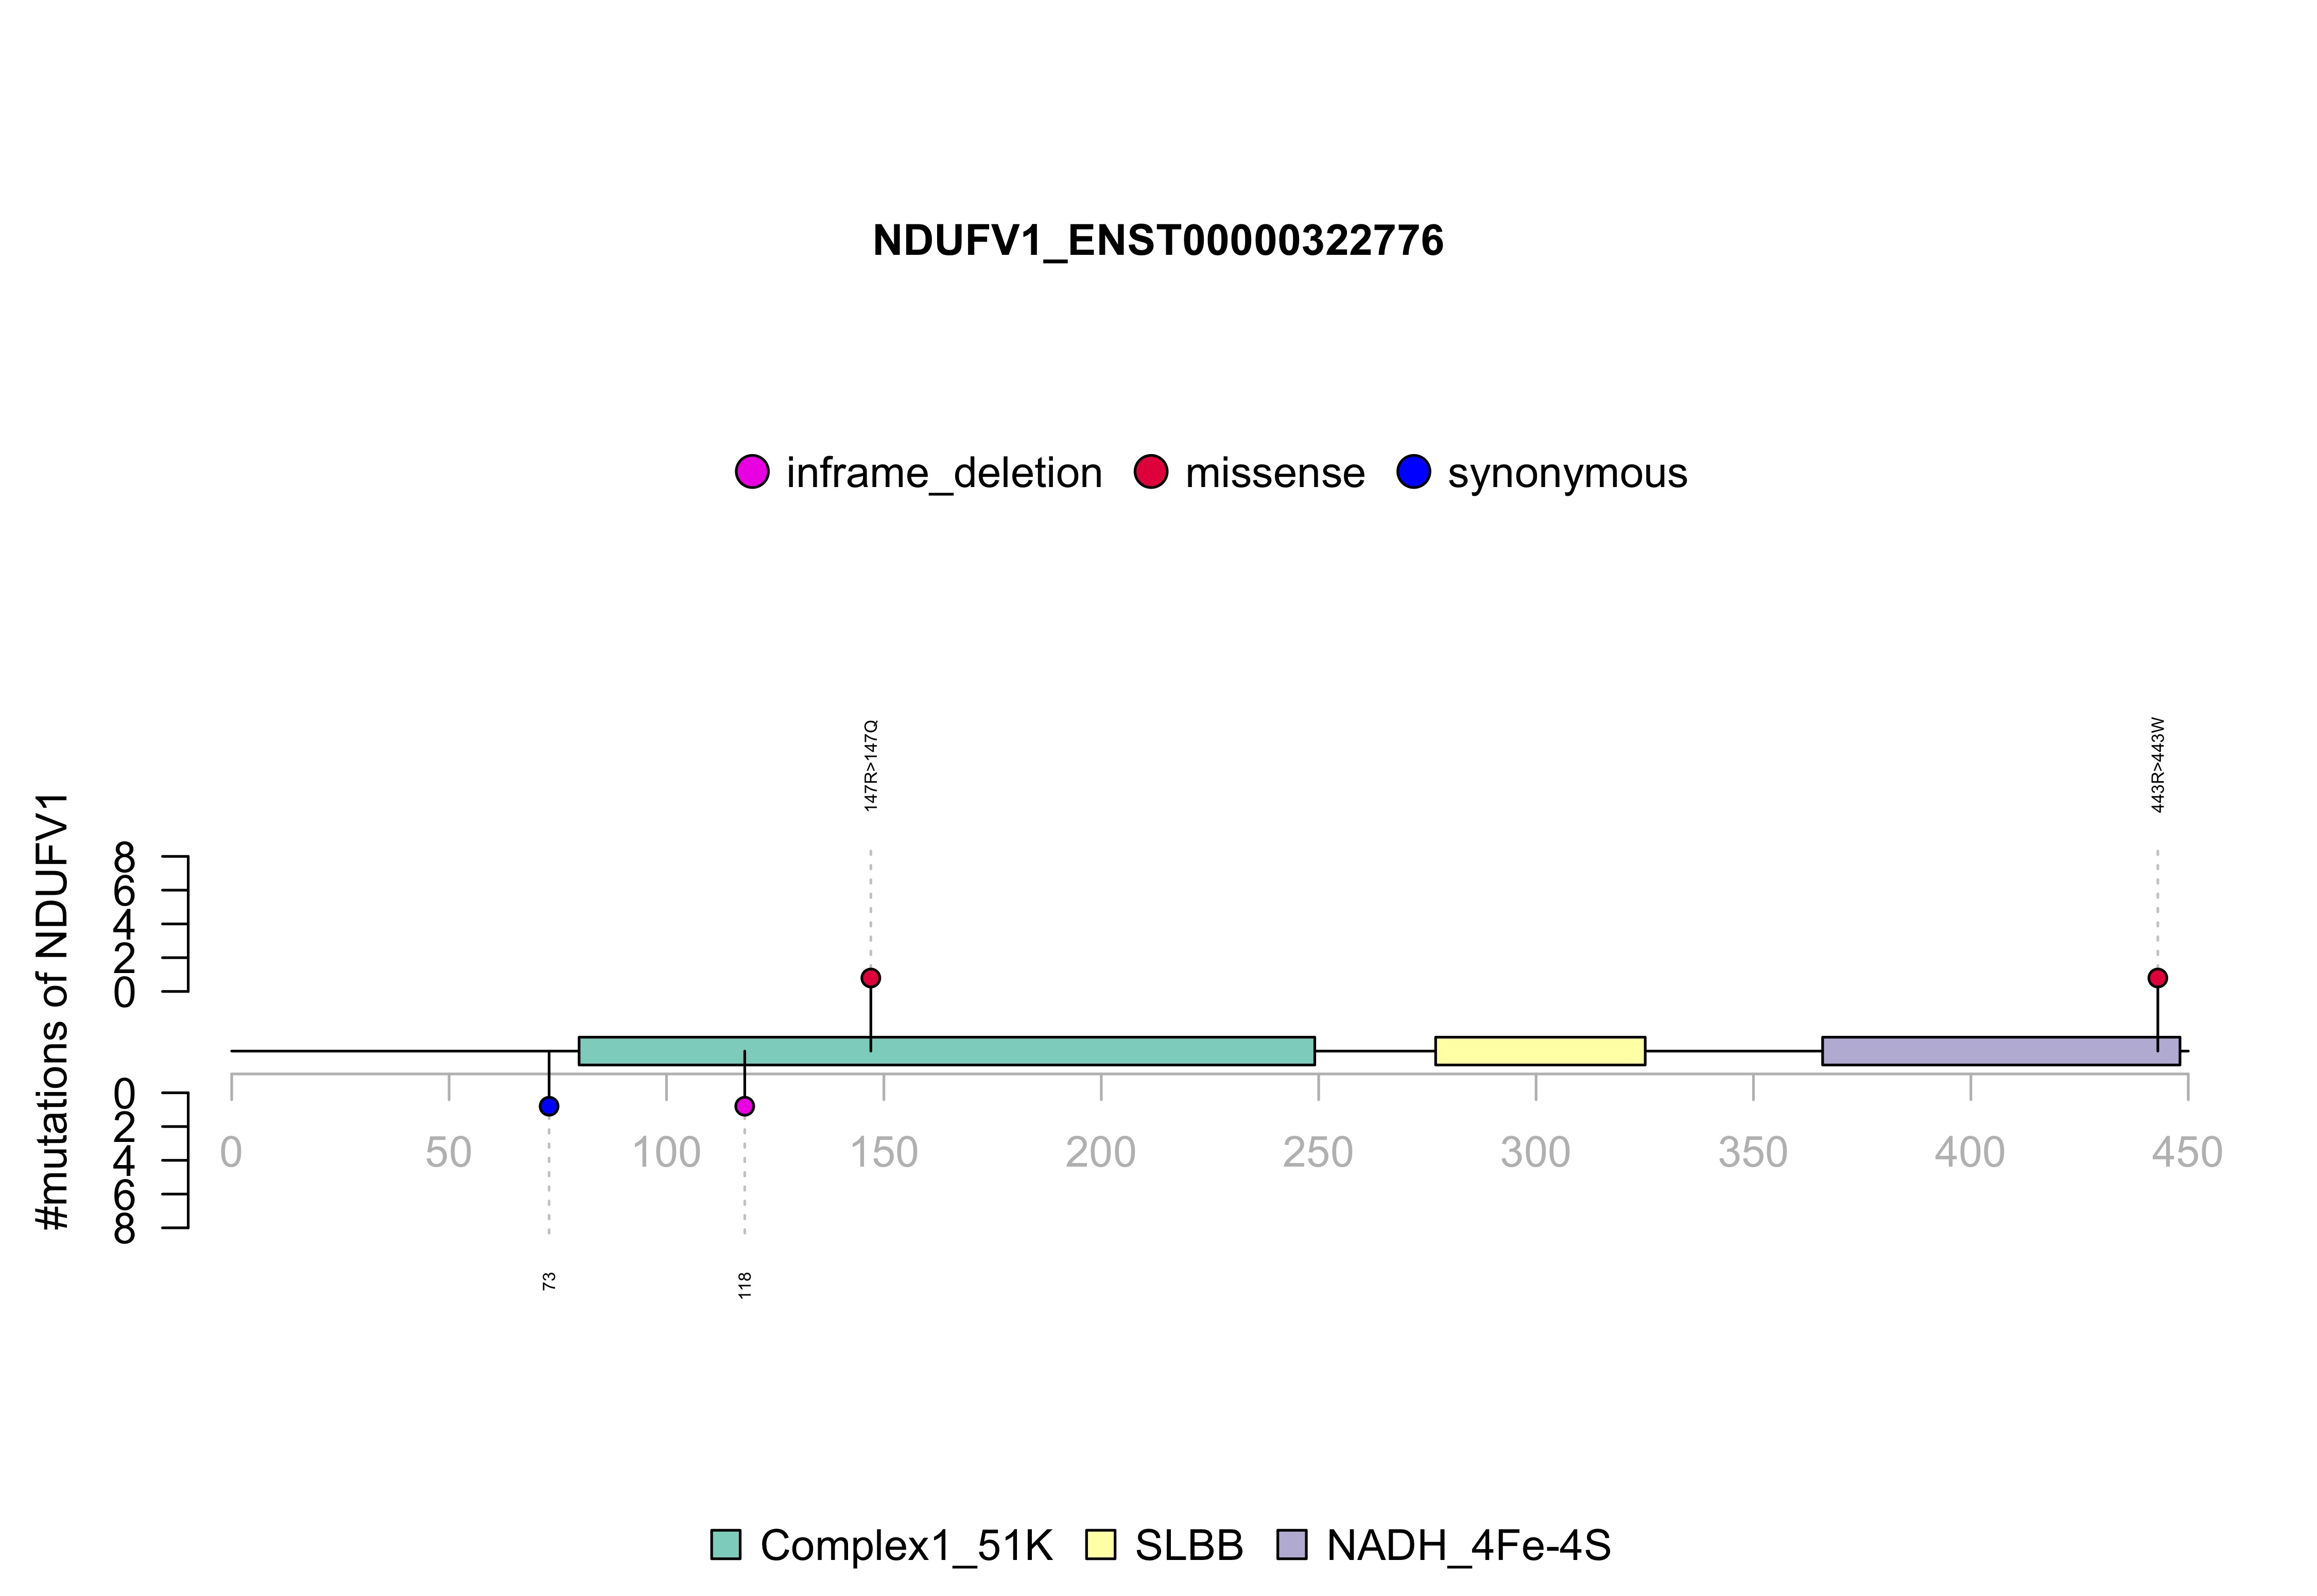 NDUFV1_ENST00000322776
inframe_deletion missense synonymous
147R>147Q
443R>443W
#mutations of NDUFV1
8
6
4
2
0
0
2
4
6
8
0 50 100 150 200 250 300 350 400 450
73
118
Complex1_51K SLBB NADH_4Fe-4S